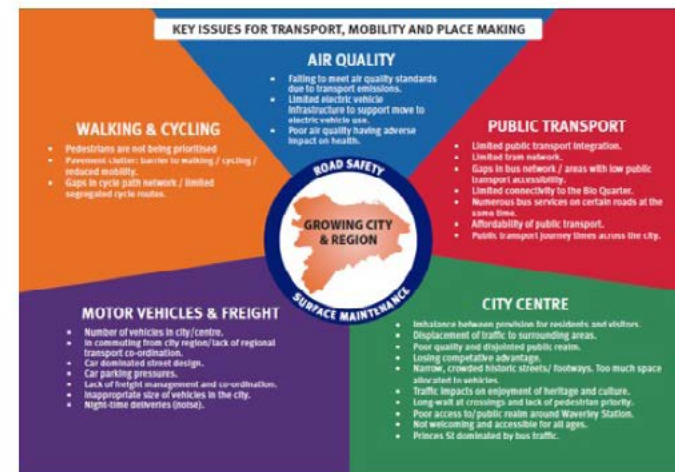 KEY ISSUES FOR TRANSPORT, MOBILITY AND PLACE MAKING
AIR QUALITY
• Failing to meet air quality standards
due to transport emissions.
• Limited electric vehicle
infrastructure to support move to
electric vehicle use.
• Poor air quality having adverse
impact on health.
WALKING & CYCLING
• Pedestrians are not being prioritised
• Pavement clutter: barrier to walking / cycling /
reduced mobility.
• Gaps in cycle path network / limited
segregated cycle routes.
PUBLIC TRANSPORT
• Limited public transport integration.
• Limited tram network.
• Gaps in bus network / areas with low public
transport accessibility.
• Limited connectivity to the Bio Quarter.
• Numerous bus services on certain roads at the
same time.
• Affordability of public transport.
• Public transport journey times across the city.
ROAD SAFETY
GROWING CITY
& REGION
SURFACE MAINTENANCE
MOTOR VEHICLES & FREIGHT
• Number of vehicles in city/centre.
• In commuting from city region/lack of regional
transport co-ordination.
• Car dominated street design.
• Car parking pressures.
• Lack of freight management and co-ordination.
• Inappropriate size of vehicles in the city.
• Night-time deliveries (noise).
CITY CENTRE
• Imbalance between provision for residents and visitors.
• Displacement of traffic to surrounding areas.
• Poor quality and disjointed public realm.
• Losing competative advantage.
• Narrow, crowded historic streets/ footways. Too much space
allocated to vehicles.
• Traffic impacts on enjoyment of heritage and culture.
• Long-wait at crossings and lack of pedestrian priority.
• Poor access to/public realm around Waverley Station.
• Not welcoming and accessible for all ages.
• Princes St dominated by bus traffic.